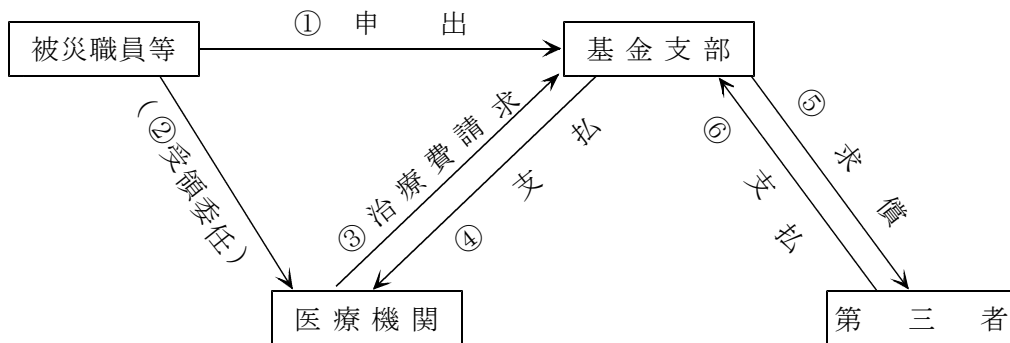 ① 申 出
被災職員等
基金支部
(②受領委任)
③治療費請求
④ 支 払
⑤ 求 償
⑥ 支 払
医療機関
第 三 者